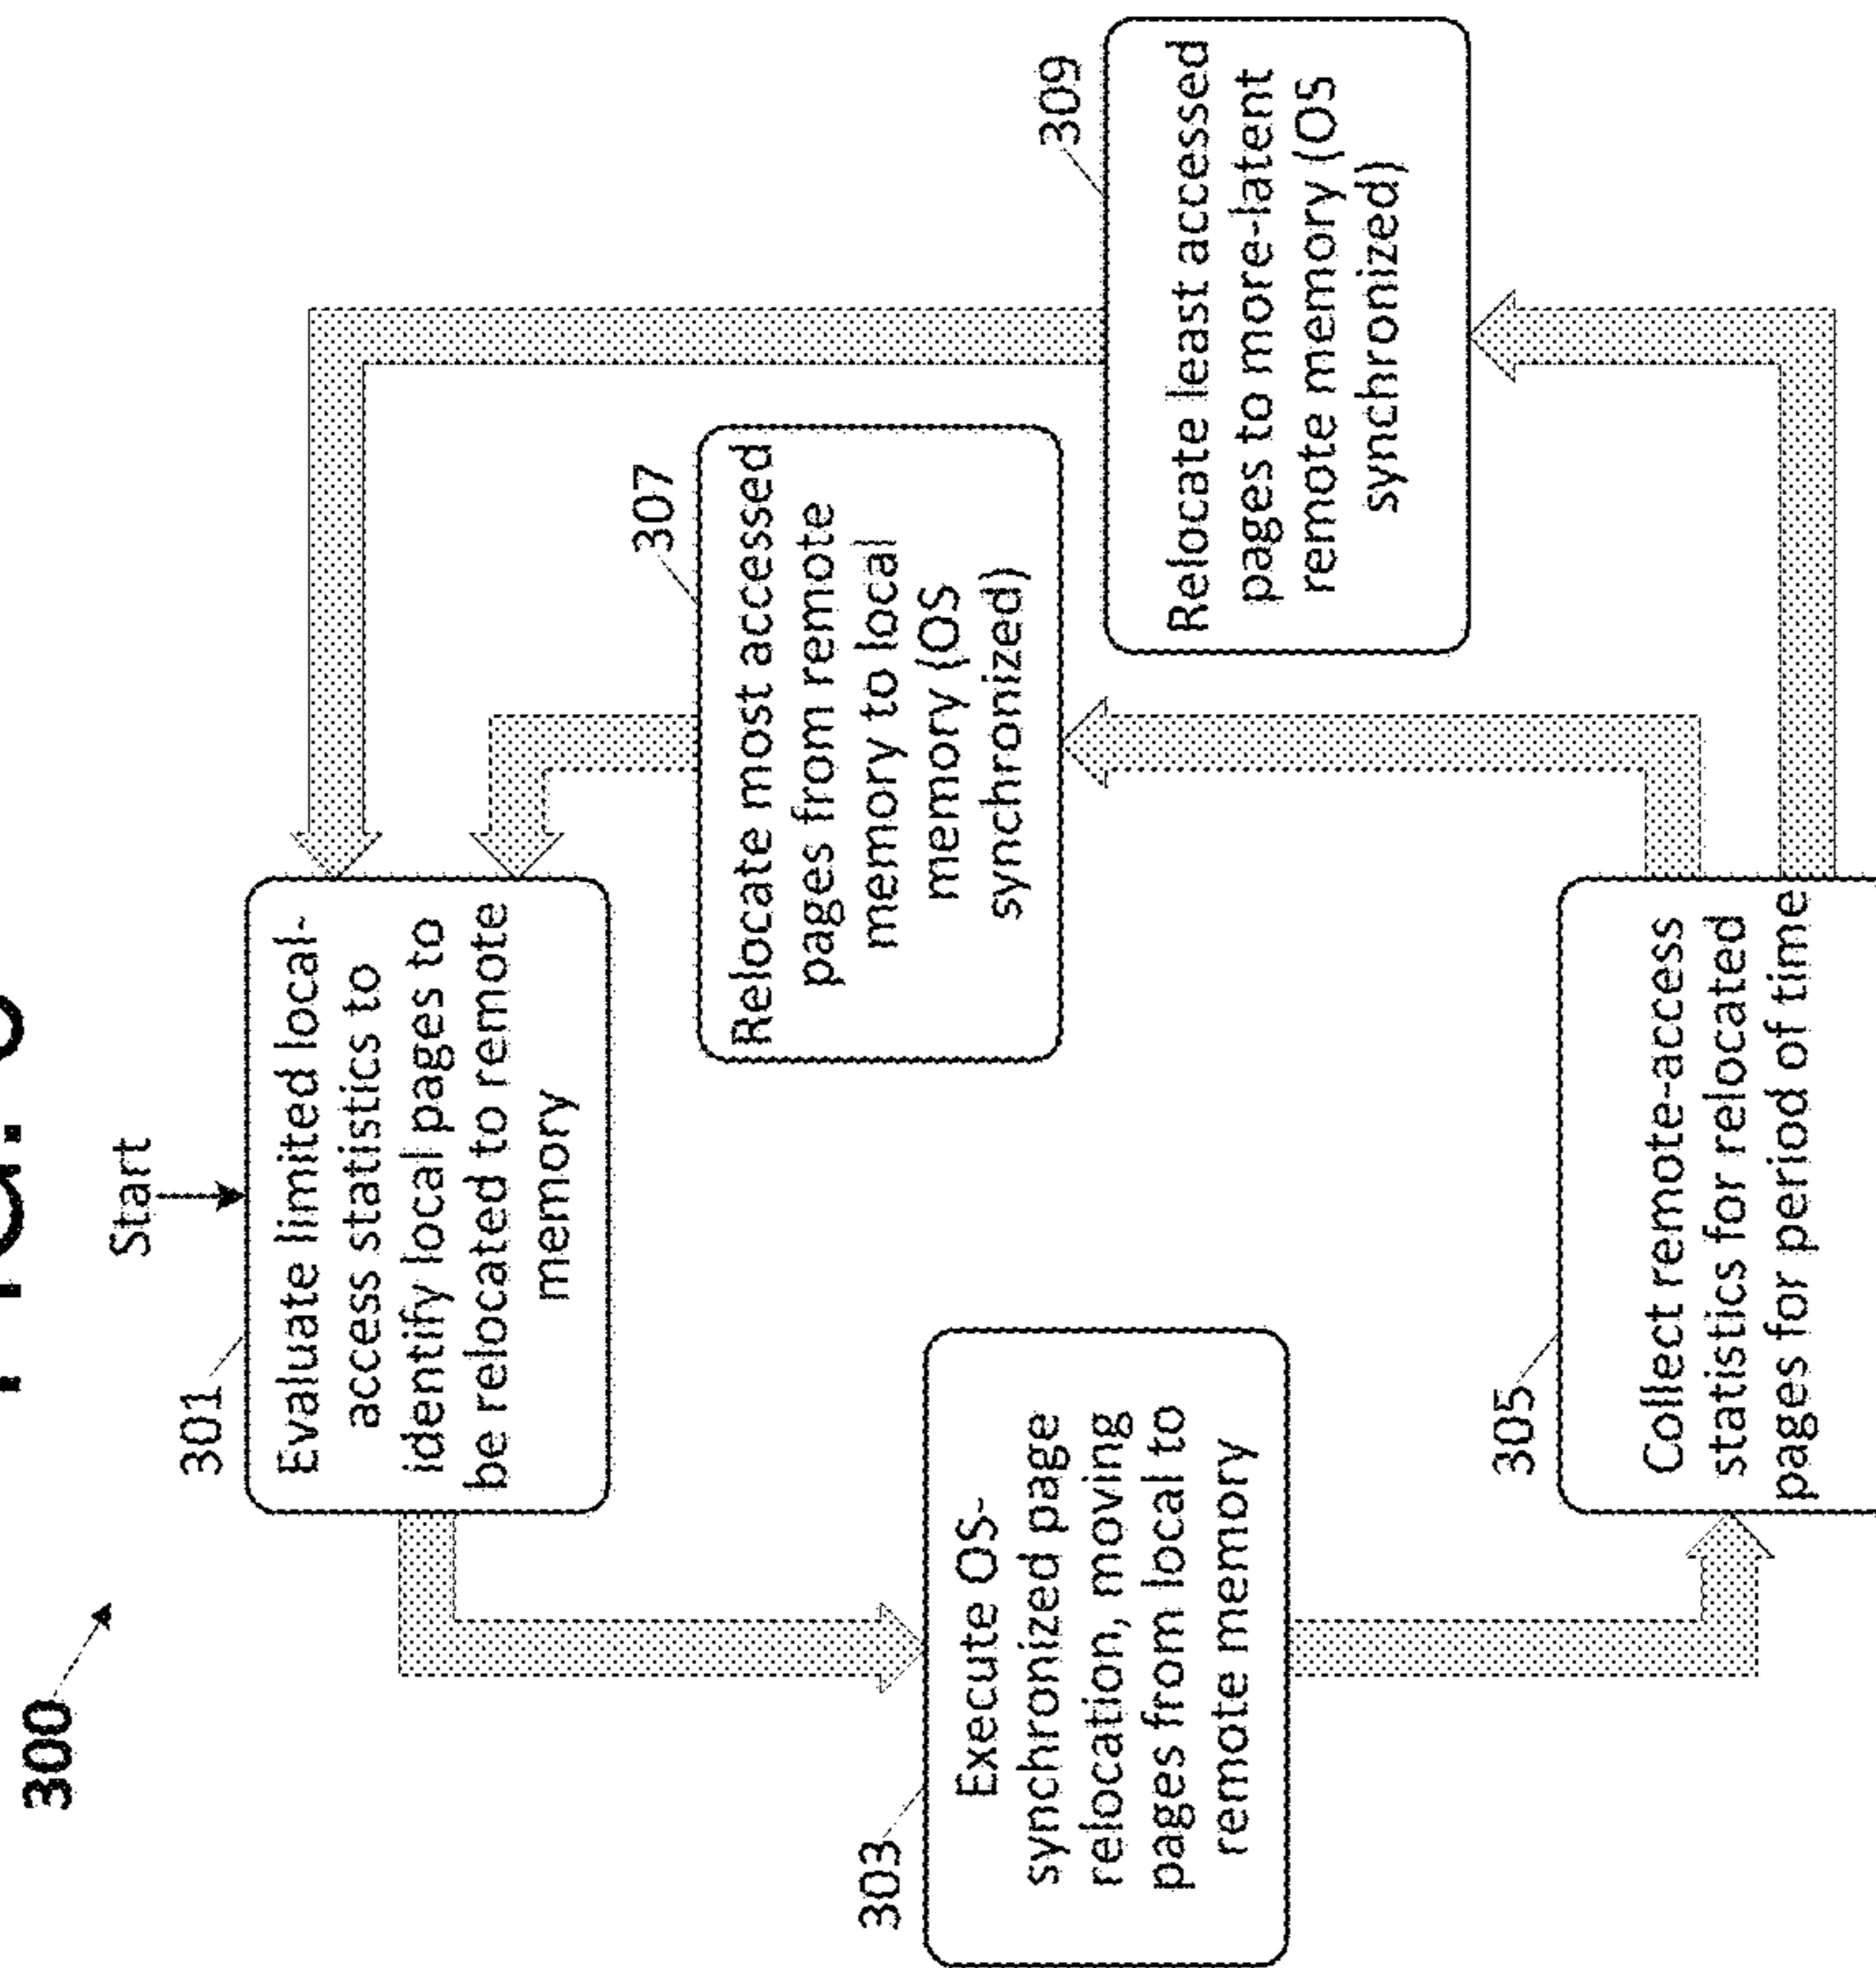 300
Start
301
Evaluate limited local-
access statistics to
identify local pages to
be relocated to remote
memory
303
Execute OS-
synchronized page
relocation, moving
pages from local to
remote memory
305
Collect remote-access
statistics for relocated
pages for period of time
307
Relocate most accessed
pages from remote
memory to local
memory (OS
synchronized)
309
Relocate least accessed
pages to more-latent
remote memory (OS
synchronized)